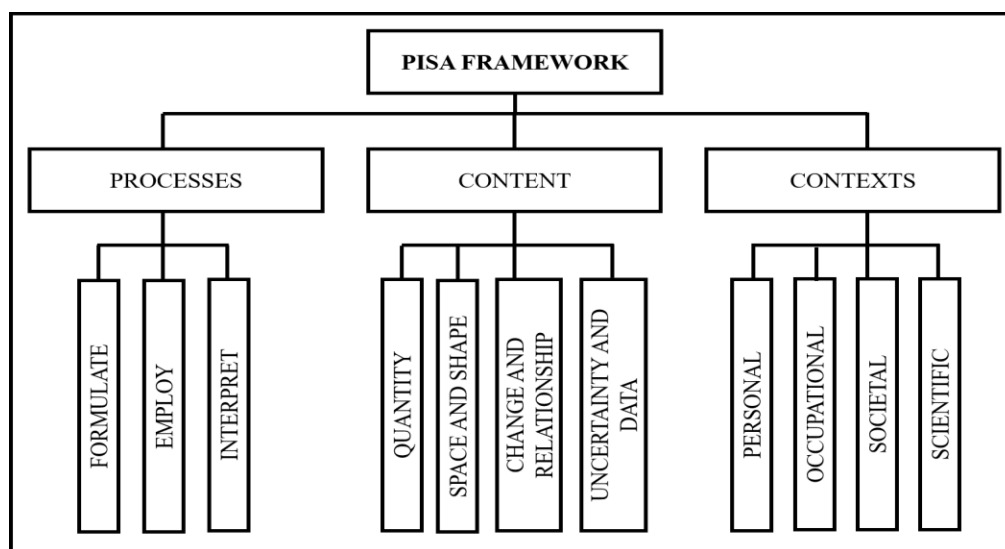 PISA FRAMEWORK
PROCESSES
CONTENT
CONTEXTS
FORMULATE
EMPLOY
INTERPRET
QUANTITY
SPACE AND SHAPE
CHANGE AND
RELATIONSHIP
UNCERTAINTY AND
DATA
PERSONAL
OCCUPATIONAL
SOCIETAL
SCIENTIFIC